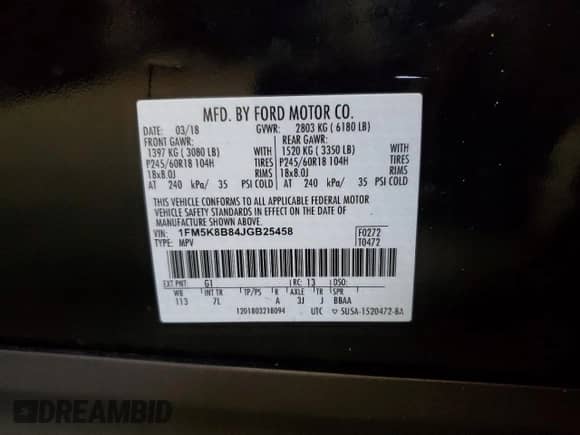 MFD. BY FORD MOTOR CO.
DATE: 03/18 GVWR: 2803 KG ( 6180 LB)
FRONT GAWR: REAR GAWR:
1397 KG ( 3080 LB) WITH 1520 KG ( 3350 LB) WITH
P245/60R18 104H TIRES P245/60R18 104H TIRES
18x8.0J RIMS 18x8.0J RIMS
AT 240 kPa/ 35 PSI COLD AT 240 kPa/ 35 PSI COLD
THIS VEHICLE CONFORMS TO ALL APPLICABLE FEDERAL MOTOR
VEHICLE SAFETY STANDARDS IN EFFECT ON THE DATE OF
MANUFACTURE SHOWN ABOVE.
VIN: 1FM5K8B84JGB25458 F0272
TYPE: MPV T0472
EXT PNT: G1 RC: 13 DSO:
WB INT TR TP/PS R AXLE TR SPR
113 7L A 3J J BBAA
1201803218094 UTC ▽ SU5A-1520472-BA
DREAMBID